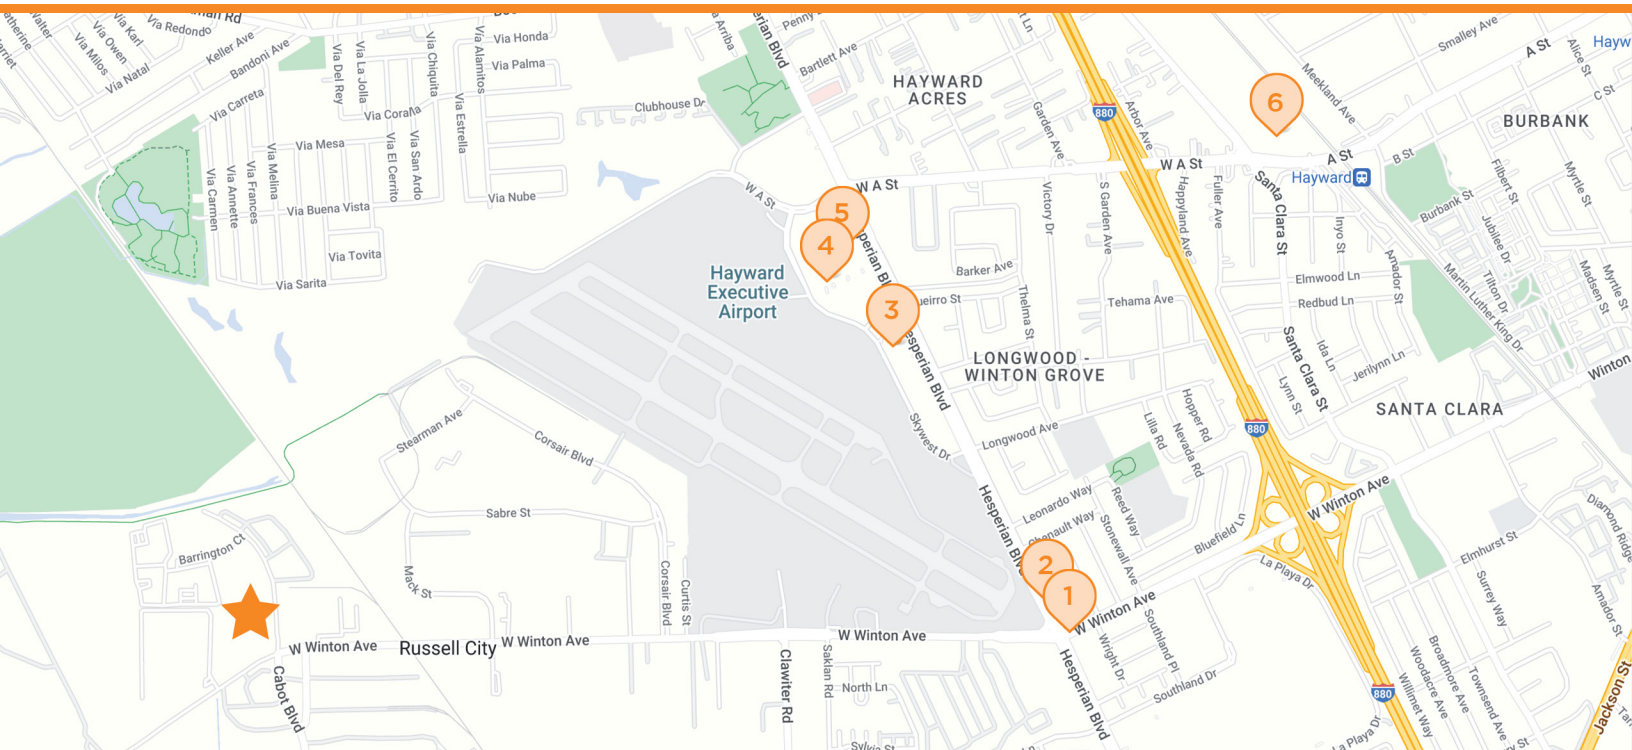 Via Karl
Via Redondo
Via Owen
Via Milos
Via Natal
Keller Ave
Bandoni Ave
Via Carreta
Via Del Rey
Via La Jolla
Via Chiquita
Via Alamitos
Via Honda
Via Palma
Via Estrella
Via Mesa
Via El Cerrito
Via San Ardo
Via Melina
Via Frances
Via Annette
Via Carmen
Via Buena Vista
Via Nube
Via Tovita
Via Sarita
Clubhouse Dr
Bartlett Ave
HAYWARD
ACRES
Garden Ave
880
Arbor Ave
6
Meekland Ave
Smalley Ave
A St
Alice St
C St
BURBANK
W A St
A St
B St
Hayward
W A St
W A St
5
4
3
Hayward
Executive
Airport
Victory Dr
S Garden Ave
Happyland Ave
Fuller Ave
Santa Clara St
Inyo St
Amador St
Burbank St
Filbert St
Myrtle St
Jubilee Dr
Tilton Dr
Madsen St
Myrtle St
Martin Luther King Dr
Barker Ave
Thelma St
Tehama Ave
Elmwood Ln
Redbud Ln
Santa Clara St
Ida Ln
Lynn St
Jerilynn Ln
Winton
LONGWOOD -
WINTON GROVE
SANTA CLARA
Hesperian Blvd
Skywest Dr
Longwood Ave
Lilla Rd
Hopper Rd
Nevada Rd
880
Stearman Ave
Corsair Blvd
Sabre St
Mack St
Corsair Blvd
Curtis St
Barrington Ct
Leonardo Way
Chenault Way
Reed Way
Stonewall Ave
Bluefield Ln
W Winton Ave
La Playa Dr
Elmhurst St
Surrey Way
Amador St
2
1
W Winton Ave
W Winton Ave
Russell City
W Winton Ave
W Winton Ave
Cabot Blvd
Clawiter Rd
Saklan Rd
North Ln
Hesperian Blvd
Wright Dr
Southland Pl
Southland Dr
880
Willimet Way
Woodacre Ave
Broadmore Ave
Townsend Ave
Jackson St